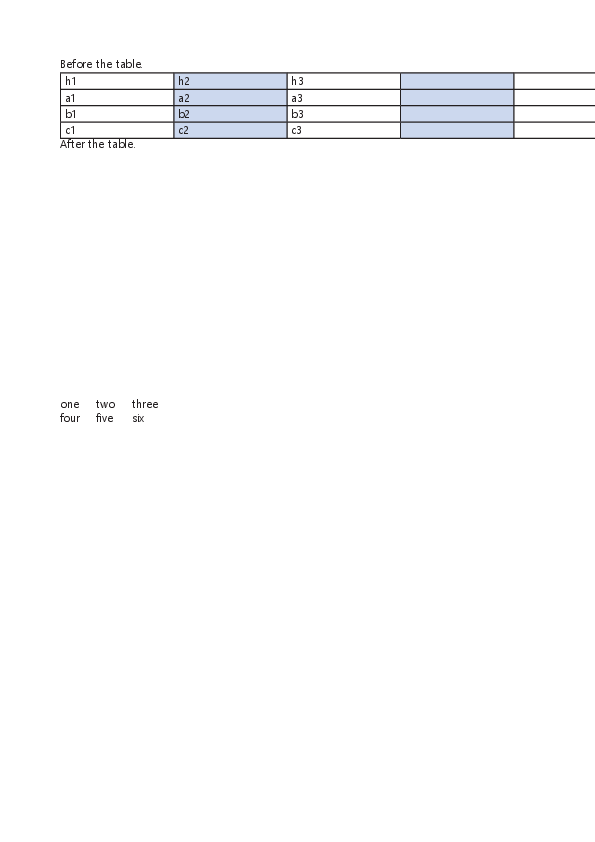 Before the table.
h1 h2 h3
a1 a2 a3
b1 b2 b3
c1 c2 c3
After the table.
one two three
four five six